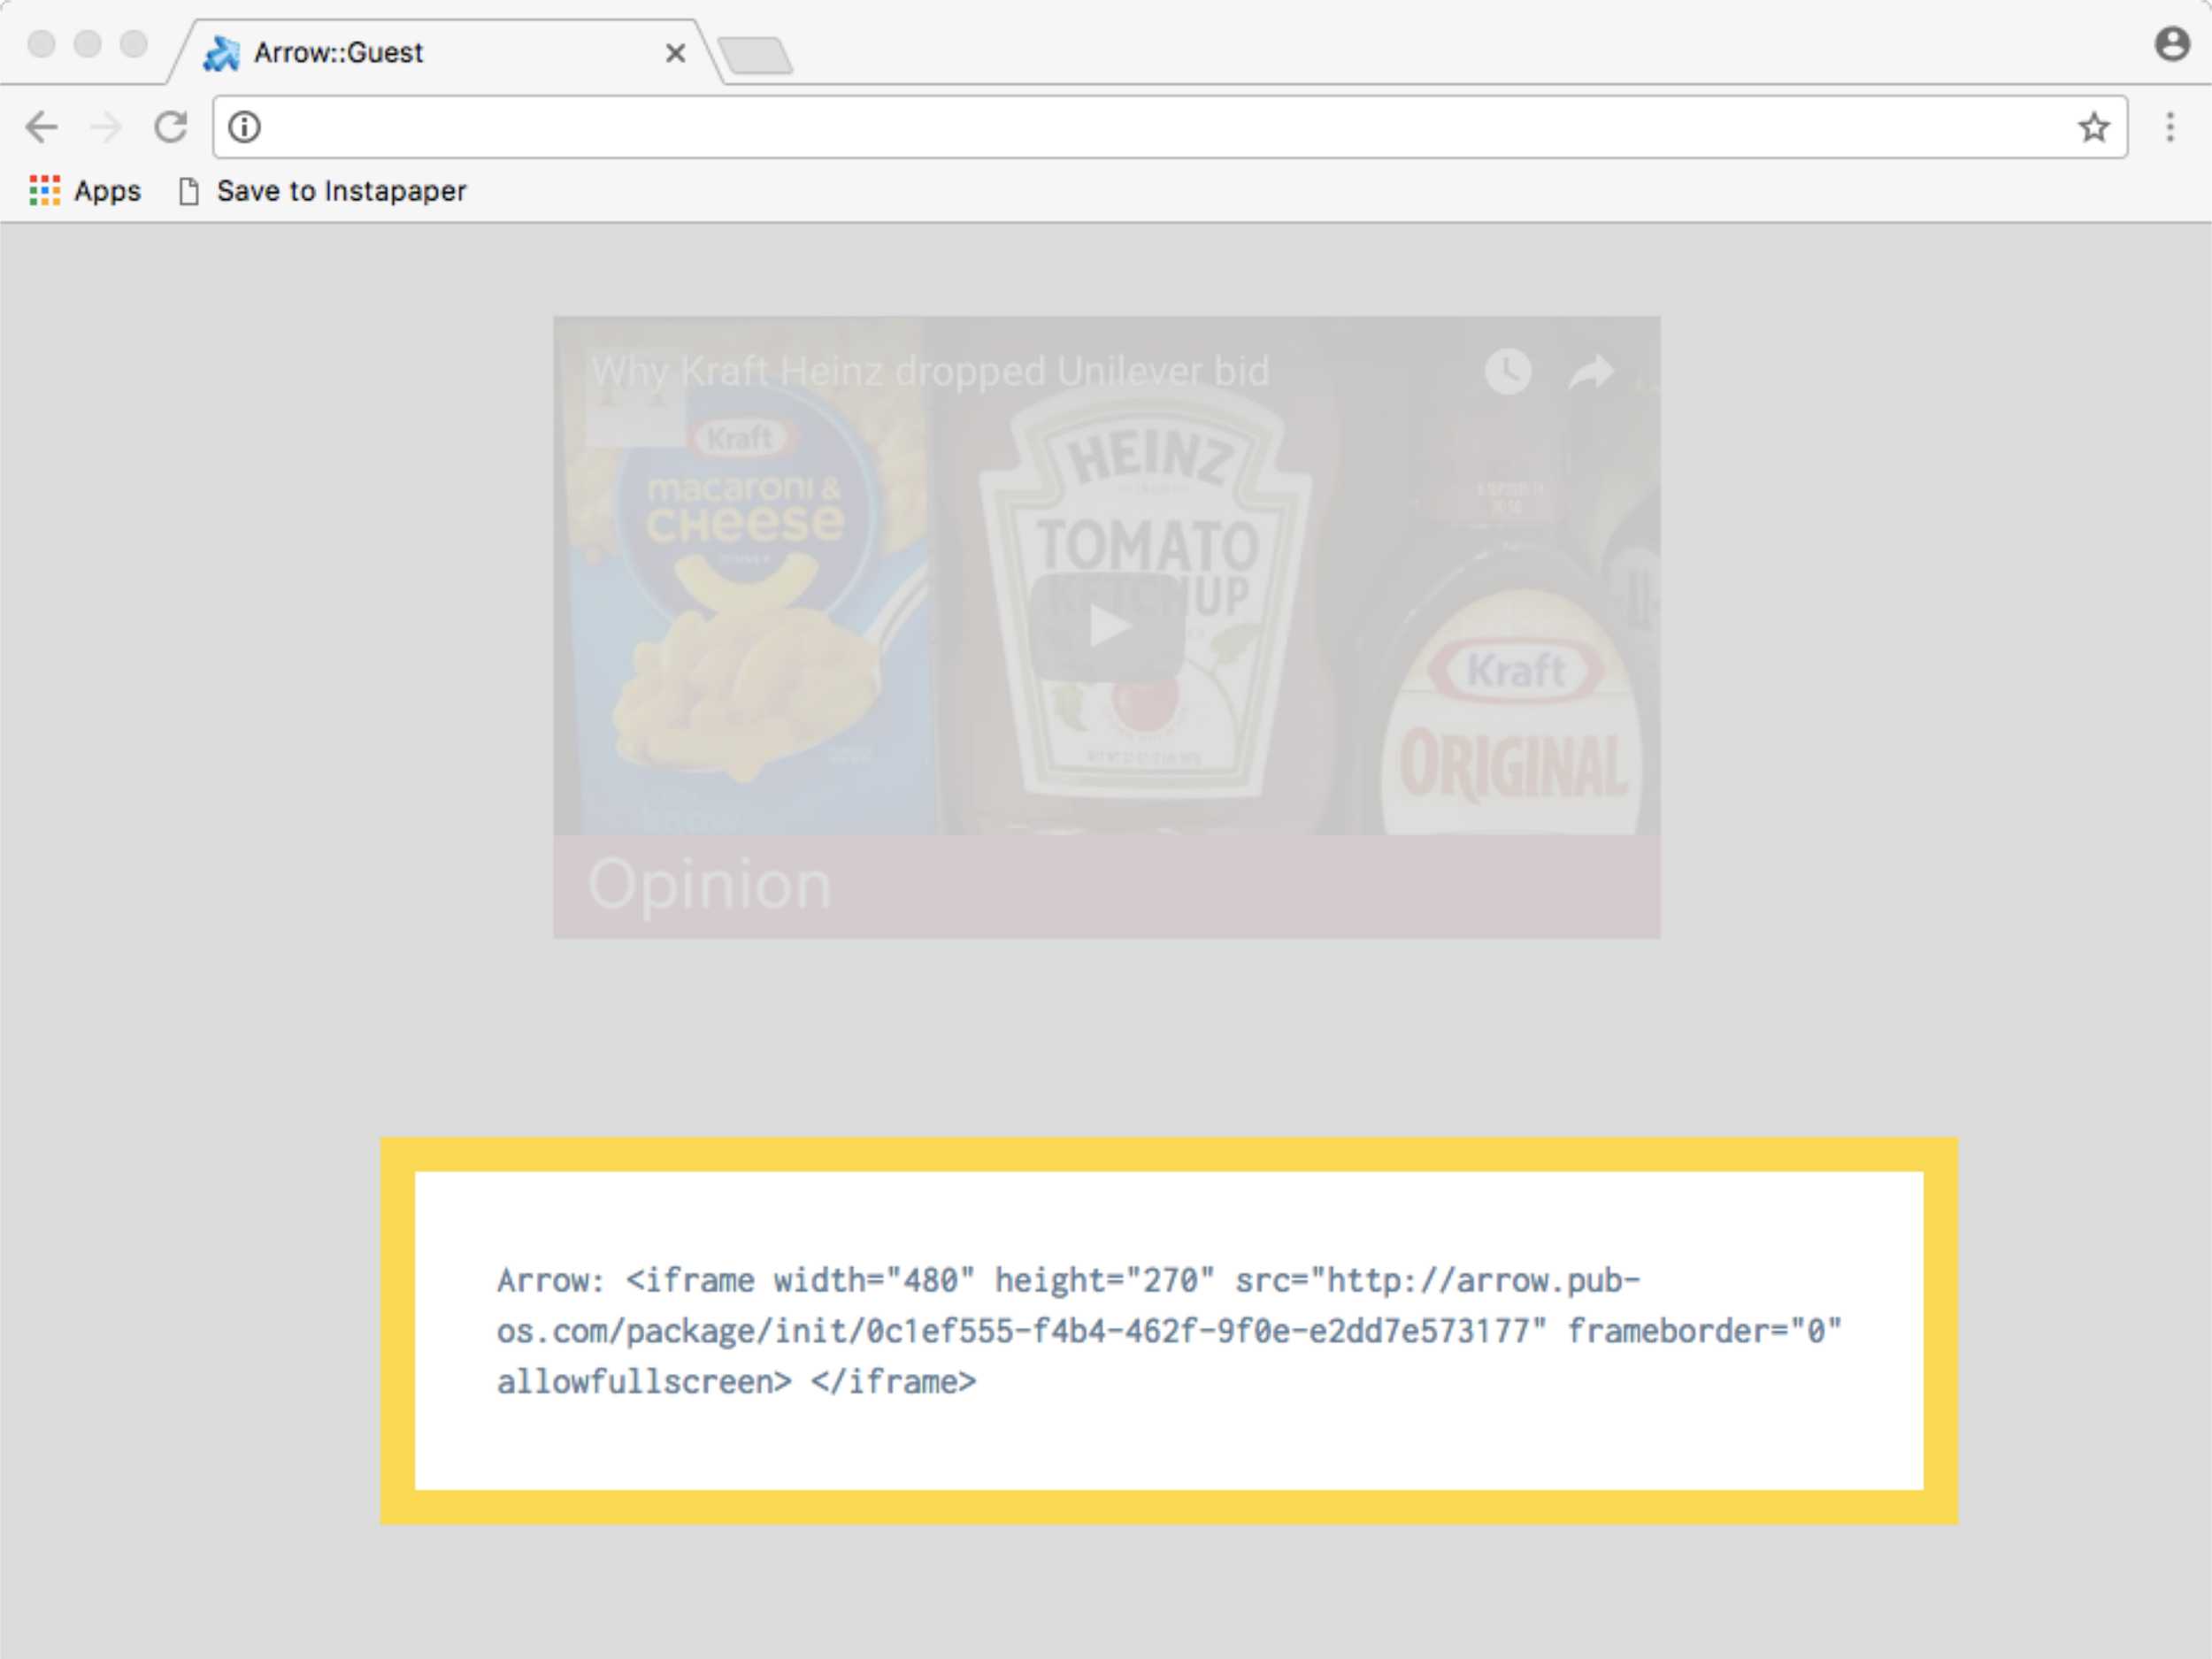 Arrow::Guest
Apps
Save to Instapaper
Why Kraft Heinz dropped Unilever bid
Kraft
macaroni &
CHeese
HEINZ
TOMATO
KETCHUP
Kraft
ORIGINAL
Opinion
Arrow: <iframe width="480" height="270" src="http://arrow.pub-
os.com/package/init/0c1ef555-f4b4-462f-9f0e-e2dd7e573177" frameborder="0"
allowfullscreen> </iframe>